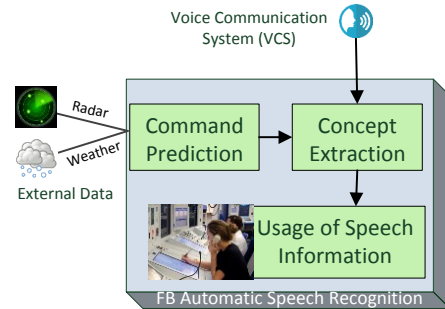 Voice Communication
System (VCS)
Radar
Weather
External Data
Command
Prediction
Concept
Extraction
Usage of Speech
Information
FB Automatic Speech Recognition